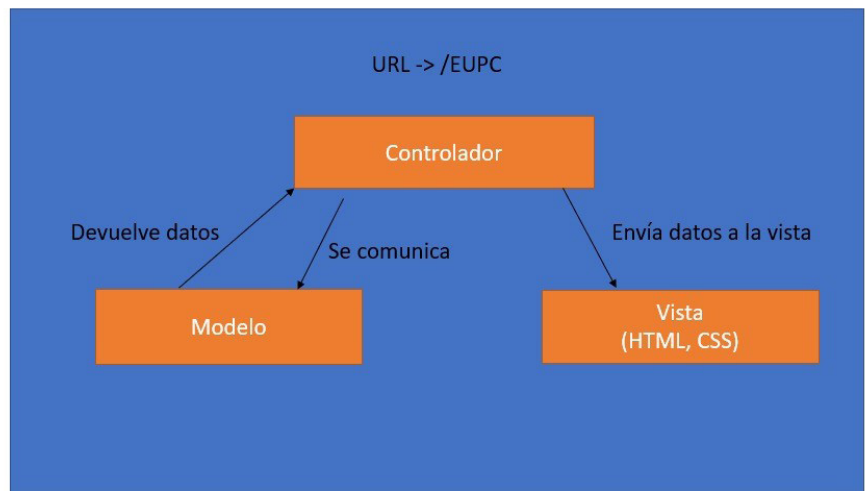 URL -> /EUPC
Controlador
Devuelve datos
Se comunica
Envía datos a la vista
Modelo
Vista
(HTML, CSS)